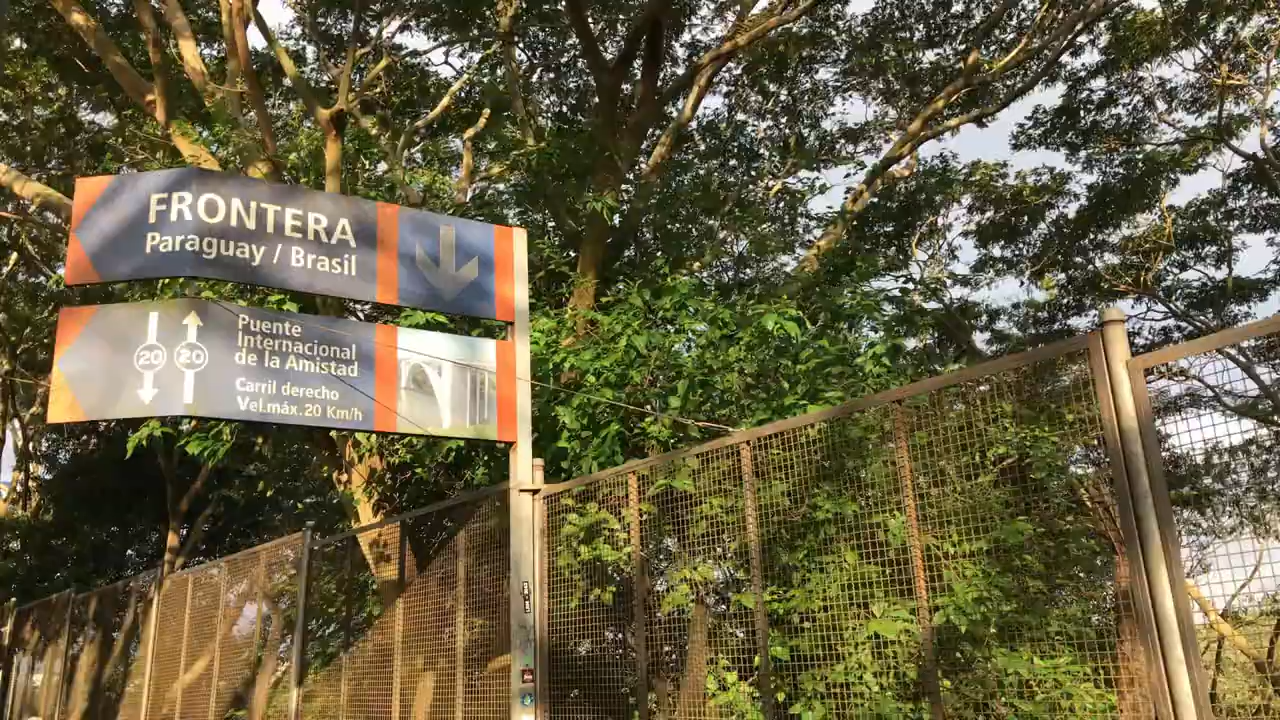 FRONTERA
Paraguay / Brasil
20 20
Puente
Internacional
de la Amistad
Carril derecho
Vel.máx.20 Km/h